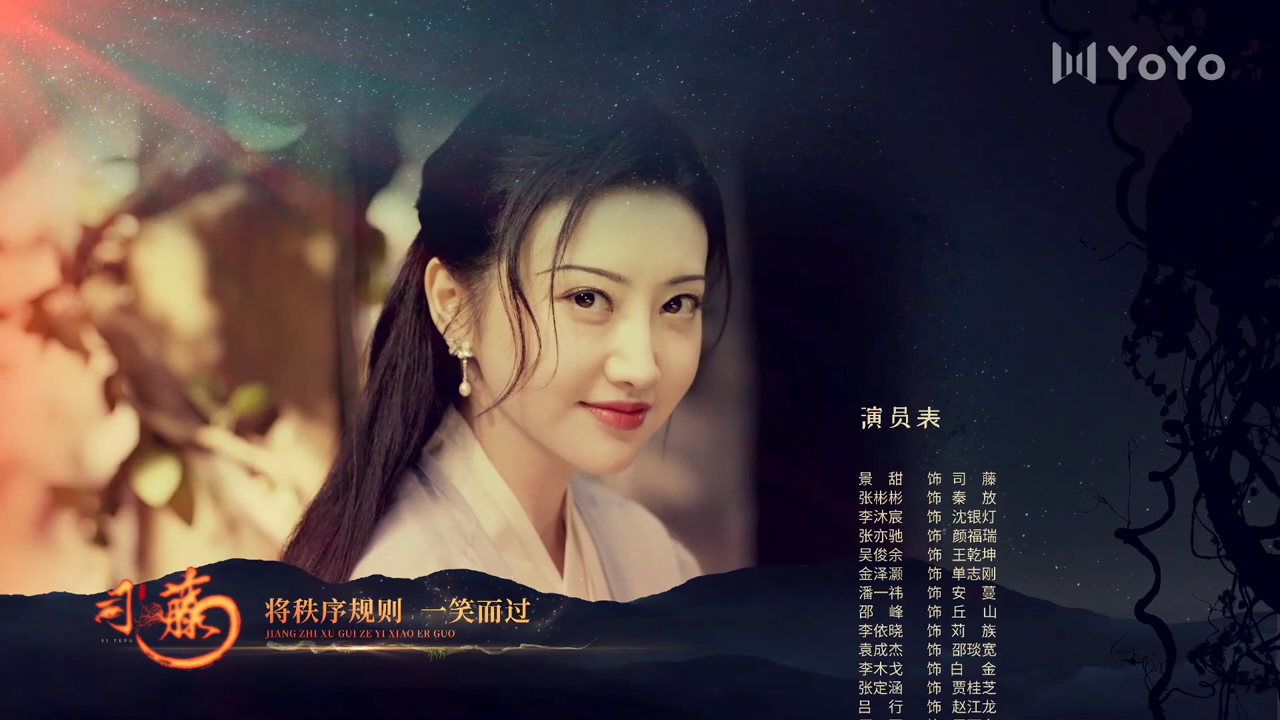 YoYo
演员表
景 甜 饰 司 藤
张彬彬 饰 秦 放
李沐宸 饰 沈银灯
张亦驰 饰 颜福瑞
吴俊余 饰 王乾坤
金泽灏 饰 单志刚
潘一祎 饰 安 蔓
邵 峰 饰 丘 山
李依晓 饰 苅 族
袁成杰 饰 邵琰宽
李木戈 饰 白 金
张定涵 饰 贾桂芝
吕 行 饰 赵江龙
司藤
SI TENG
将秩序规则 一笑而过
JIANG ZHI XU GUI ZE YI XIAO ER GUO